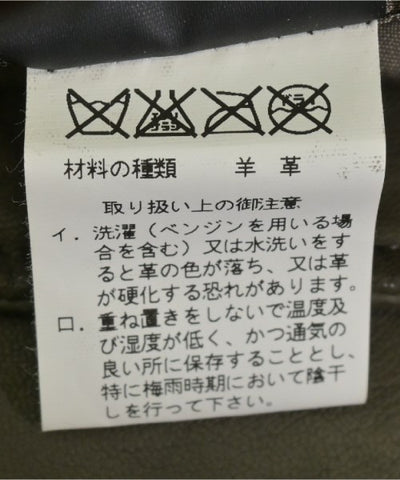 エンソ
サラシ
ドライ
材料の種類 羊革
取り扱い上の御注意
イ. 洗濯（ベンジンを用いる場
合を含む）又は水洗いをす
ると革の色が落ち、又は革
が硬化する恐れがあります。
ロ. 重ね置きをしないで温度及
び湿度が低く、かつ通気の
良い所に保存することとし、
特に梅雨時期において陰干
しを行って下さい。